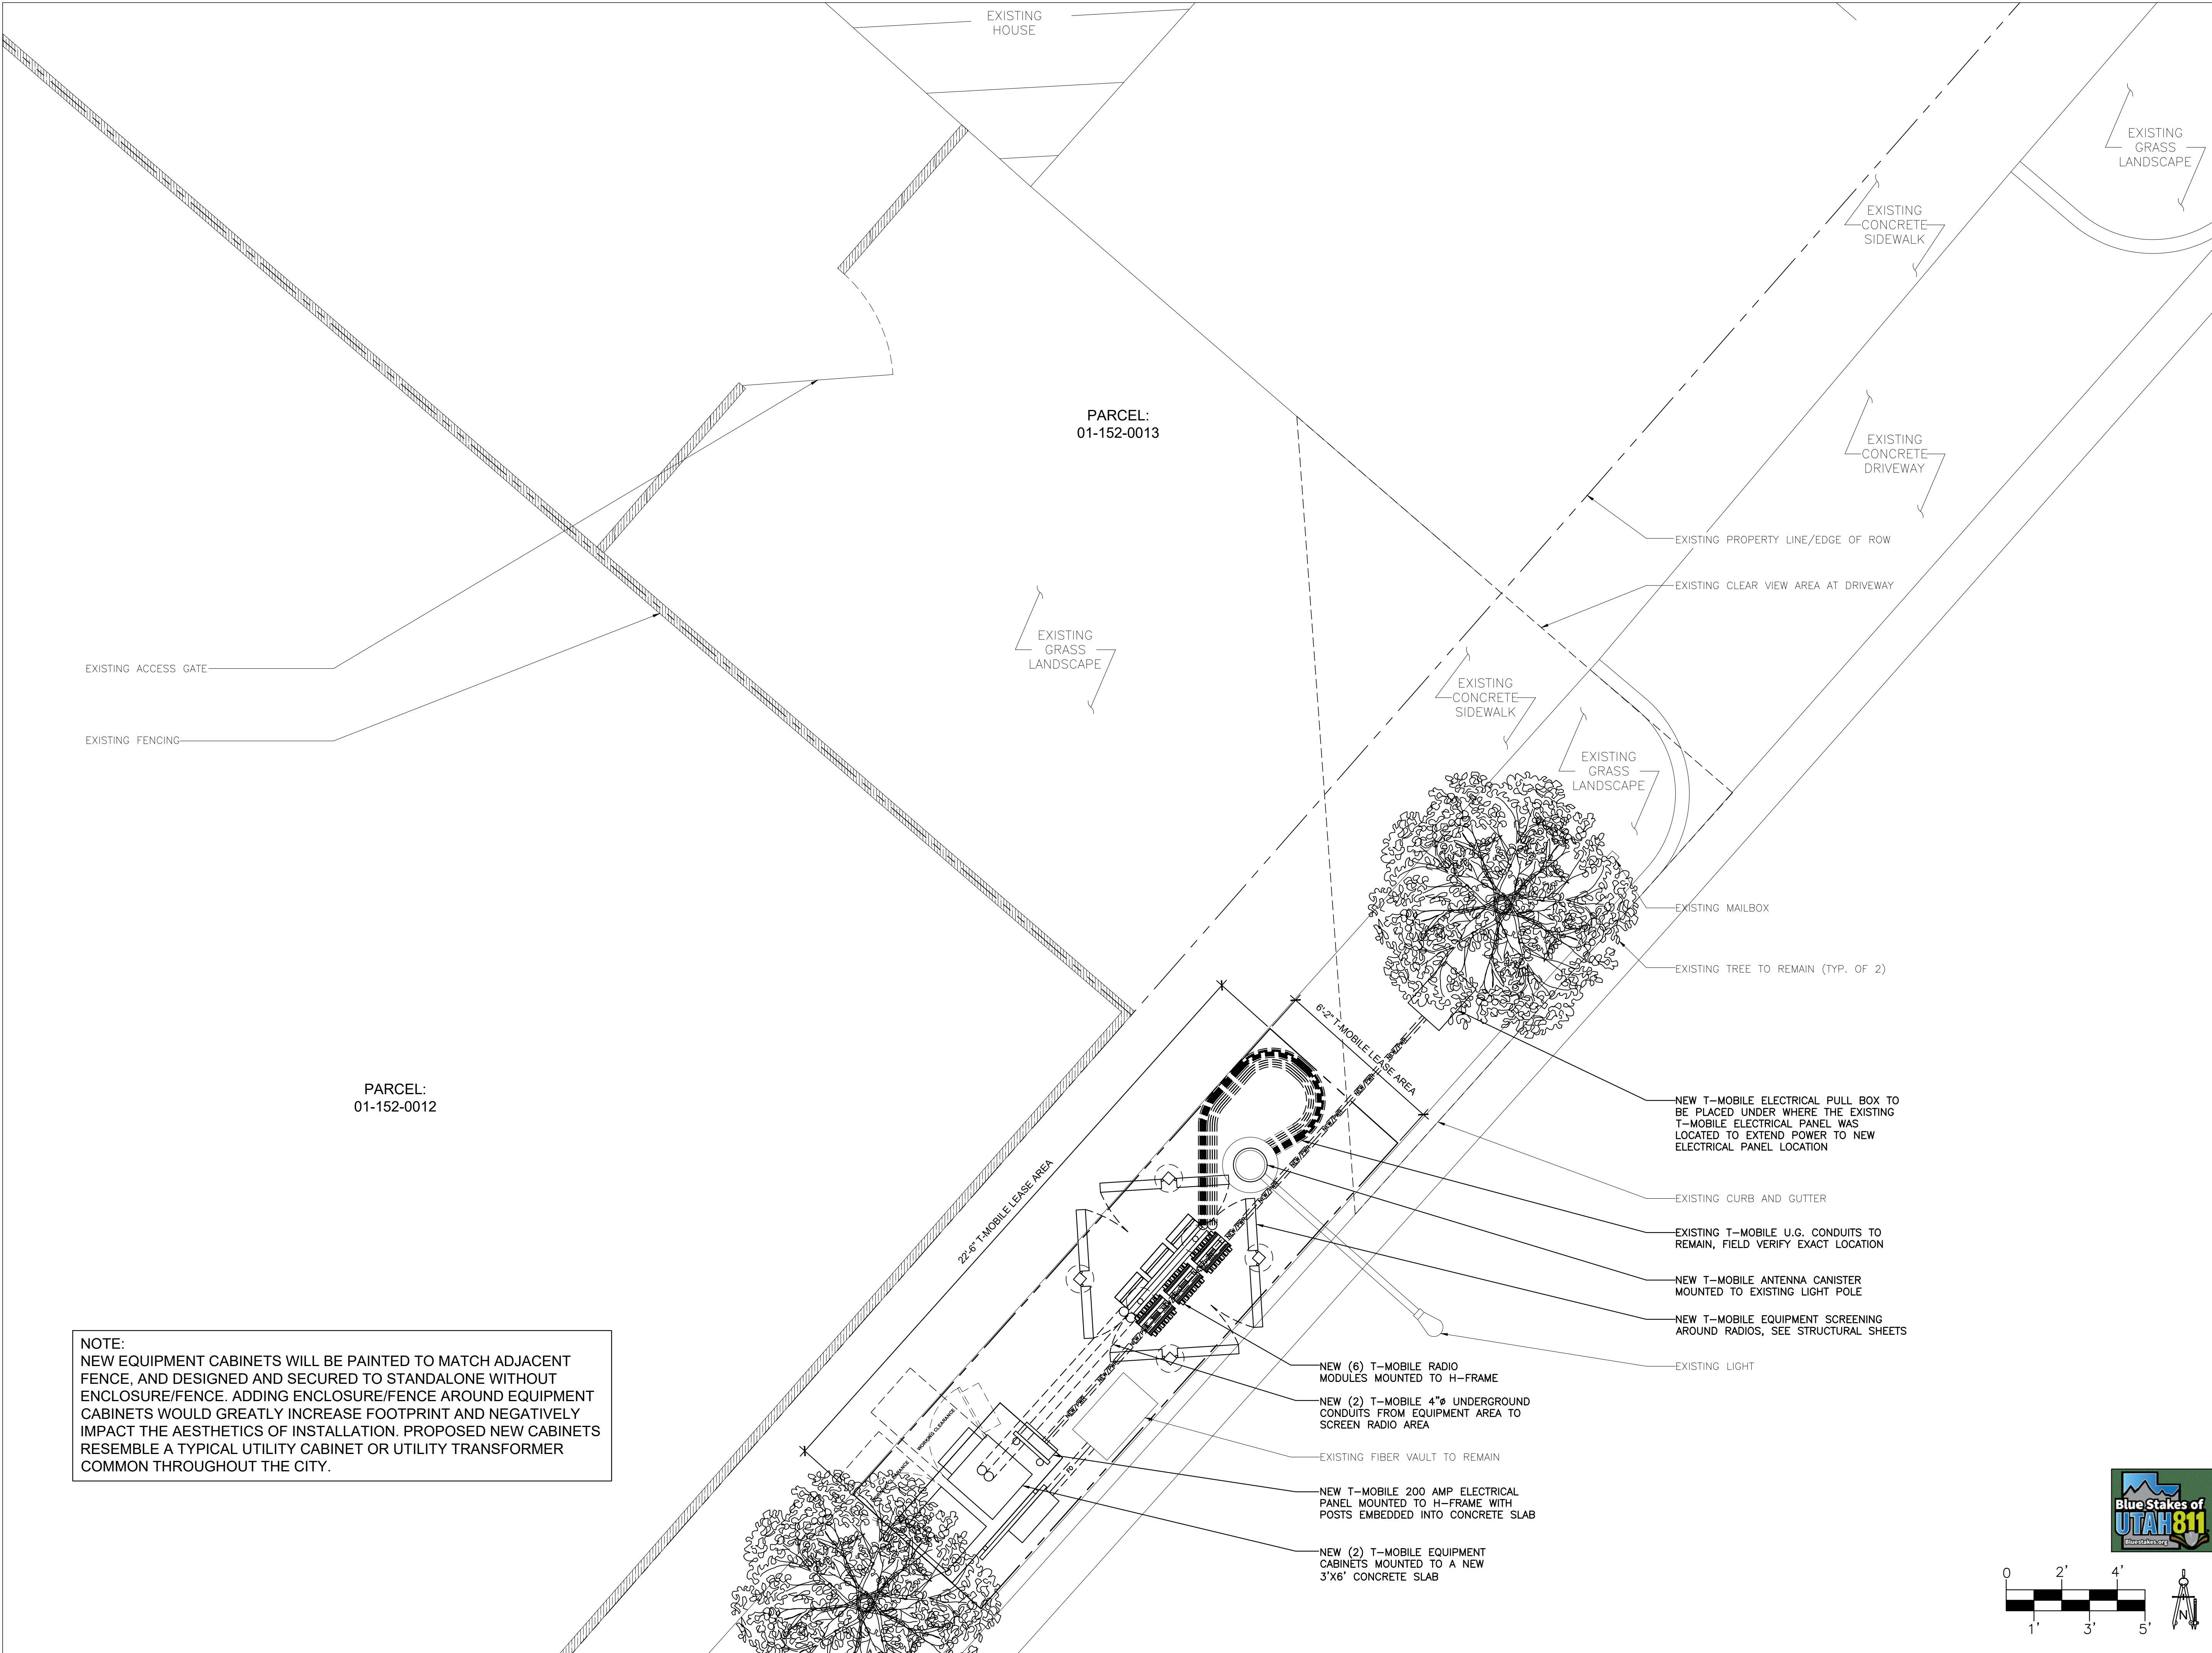 EXISTING
HOUSE
EXISTING
GRASS
LANDSCAPE
EXISTING
CONCRETE
SIDEWALK
PARCEL:
01-152-0013
EXISTING
CONCRETE
DRIVEWAY
EXISTING PROPERTY LINE/EDGE OF ROW
EXISTING CLEAR VIEW AREA AT DRIVEWAY
EXISTING
GRASS
LANDSCAPE
EXISTING ACCESS GATE
EXISTING FENCING
EXISTING
CONCRETE
SIDEWALK
EXISTING
GRASS
LANDSCAPE
EXISTING MAILBOX
EXISTING TREE TO REMAIN (TYP. OF 2)
6'-2" T-MOBILE LEASE AREA
PARCEL:
01-152-0012
22'-6" T-MOBILE LEASE AREA
NEW T-MOBILE ELECTRICAL PULL BOX TO
BE PLACED UNDER WHERE THE EXISTING
T-MOBILE ELECTRICAL PANEL WAS
LOCATED TO EXTEND POWER TO NEW
ELECTRICAL PANEL LOCATION
EXISTING CURB AND GUTTER
EXISTING T-MOBILE U.G. CONDUITS TO
REMAIN, FIELD VERIFY EXACT LOCATION
NEW T-MOBILE ANTENNA CANISTER
MOUNTED TO EXISTING LIGHT POLE
NEW T-MOBILE EQUIPMENT SCREENING
AROUND RADIOS, SEE STRUCTURAL SHEETS
EXISTING LIGHT
NEW (6) T-MOBILE RADIO
MODULES MOUNTED TO H-FRAME
NEW (2) T-MOBILE 4"ø UNDERGROUND
CONDUITS FROM EQUIPMENT AREA TO
SCREEN RADIO AREA
EXISTING FIBER VAULT TO REMAIN
NEW T-MOBILE 200 AMP ELECTRICAL
PANEL MOUNTED TO H-FRAME WITH
POSTS EMBEDDED INTO CONCRETE SLAB
NEW (2) T-MOBILE EQUIPMENT
CABINETS MOUNTED TO A NEW
3'X6' CONCRETE SLAB
WORKING CLEARANCE
NOTE:
NEW EQUIPMENT CABINETS WILL BE PAINTED TO MATCH ADJACENT
FENCE, AND DESIGNED AND SECURED TO STANDALONE WITHOUT
ENCLOSURE/FENCE. ADDING ENCLOSURE/FENCE AROUND EQUIPMENT
CABINETS WOULD GREATLY INCREASE FOOTPRINT AND NEGATIVELY
IMPACT THE AESTHETICS OF INSTALLATION. PROPOSED NEW CABINETS
RESEMBLE A TYPICAL UTILITY CABINET OR UTILITY TRANSFORMER
COMMON THROUGHOUT THE CITY.
Blue Stakes of
UTAH 811
Bluestakes.org
0 2' 4'
1' 3' 5'
N